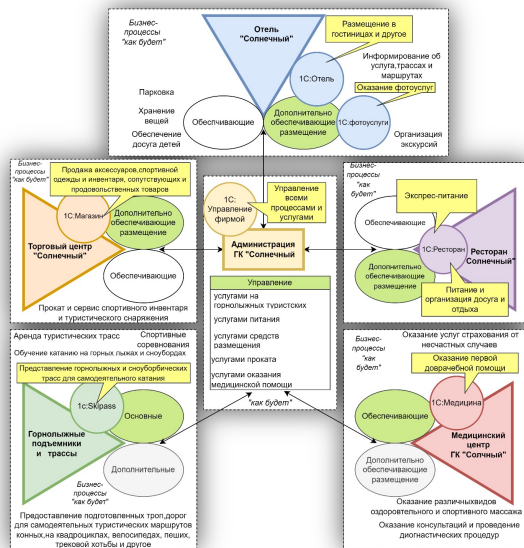 Бизнес-
процессы
"как будет"
Отель
"Солнечный"
Размещение в
гостиницах и другое
1С:Отель
Информирование об
услуга,трассах и
маршрутах
Оказание фотоуслуг
Парковка
Хранение
вещей
Обеспечение
досуга детей
Обеспчивающие
Дополнительно
обеспечивающие
размещение
1С:фотоуслуги
Организация
экскурсий
Бизнес-
процессы
"как будет"
Продажа аксессуаров,спортивной
одежды и инвентаря, сопутствующих и
продовольственных товаров
1С:Магазин
Дополнительно
обеспечивающие
размещение
Торговый центр
"Солнечный"
Обеспечивающие
Прокат и сервис спортивного инвентаря
и туристического снаряжения
1С:
Управление
фирмой
Управление
всеми
процессами и
услугами
Администрация
ГК "Солнечный"
Управление
услугами на
горнолыжных туристских
услугами питания
услугами средств
размещения
услугами проката
услугами оказания
медицинской помощи
"как будет"
Бизнес-
процессы
"как будет"
Экспрес-питание
Обеспечивающие
1С:Ресторан
Ресторан
Солнечный"
Дополнительно
обеспечивающие
размещение
Питание и
организация досуга и
отдыха
Аренда туристических трасс
Спортивные
соревнования
Обучение катанию на горных лыжах и сноубордах
Представление горнолыжных и сноуборбических
трасс для самодеятельного катания
1с:Skipass
Основные
Горнолыжные
подъемники
и трассы
Дополнительные
Бизнес-
процессы
"как будет"
Предоставление подготовленных троп,дорог
для самодеятельных туристических маршрутов
конных,на квадроциклах, велосипедах, пеших,
трековой хотьбы и другое
Бизнес-
процессы
"как
будет"
Оказание услуг страхования от
несчастных случаев
Оказание первой
доврачебной помощи
Обеспечивающие
1С:Медицина
Медицинский
центр
ГК "Солчный"
Дополнительно
обеспечивающие
размещение
Оказание различныхвидов
оздоровительного и спортивного массажа
Оказание консультаций и проведение
диагностических процедур